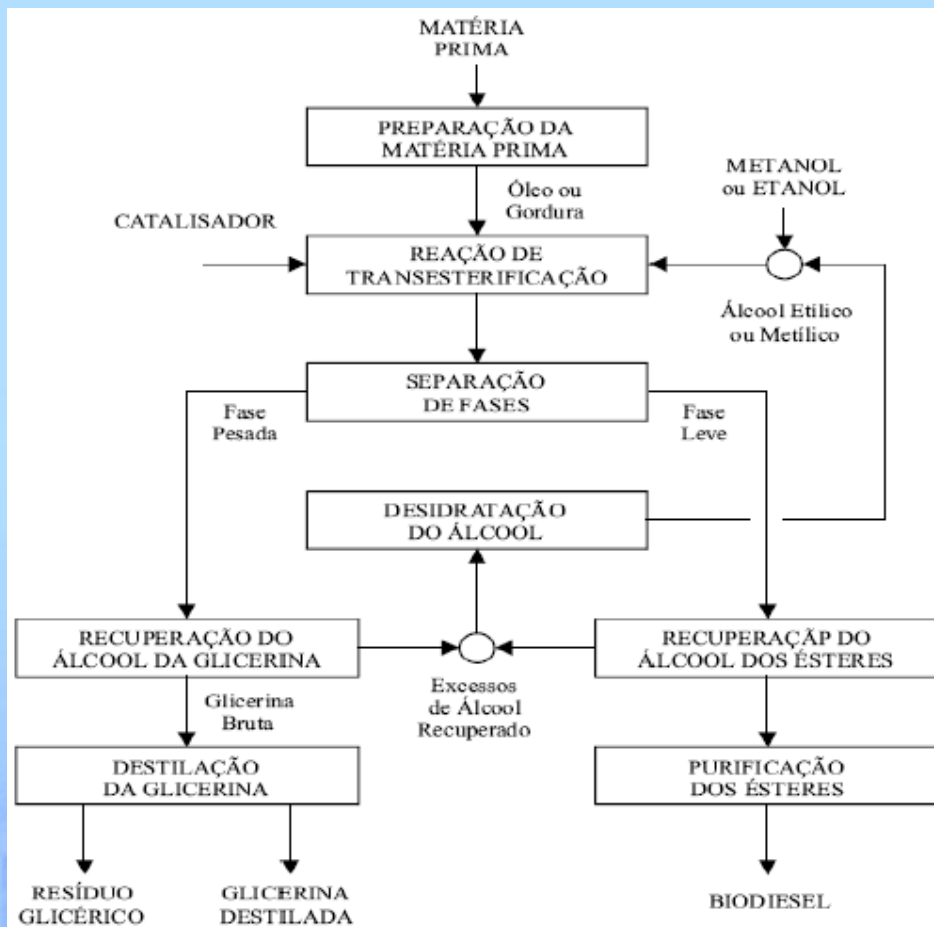 MATÉRIA
PRIMA
PREPARAÇÃO DA
MATÉRIA PRIMA
METANOL
ou ETANOL
Óleo ou
Gordura
CATALISADOR
REAÇÃO DE
TRANSESTERIFICAÇÃO
Álcool Etílico
ou Metílico
SEPARAÇÃO
DE FASES
Fase
Pesada
Fase
Leve
DESIDRATAÇÃO
DO ÁLCOOL
RECUPERAÇÃO DO
ÁLCOOL DA GLICERINA
RECUPERAÇÃP DO
ÁLCOOL DOS ÉSTERES
Glicerina
Bruta
Excessos
de Álcool
Recuperado
DESTILAÇÃO
DA GLICERINA
PURIFICAÇÃO
DOS ÉSTERES
RESÍDUO
GLICÉRICO
GLICERINA
DESTILADA
BIODIESEL